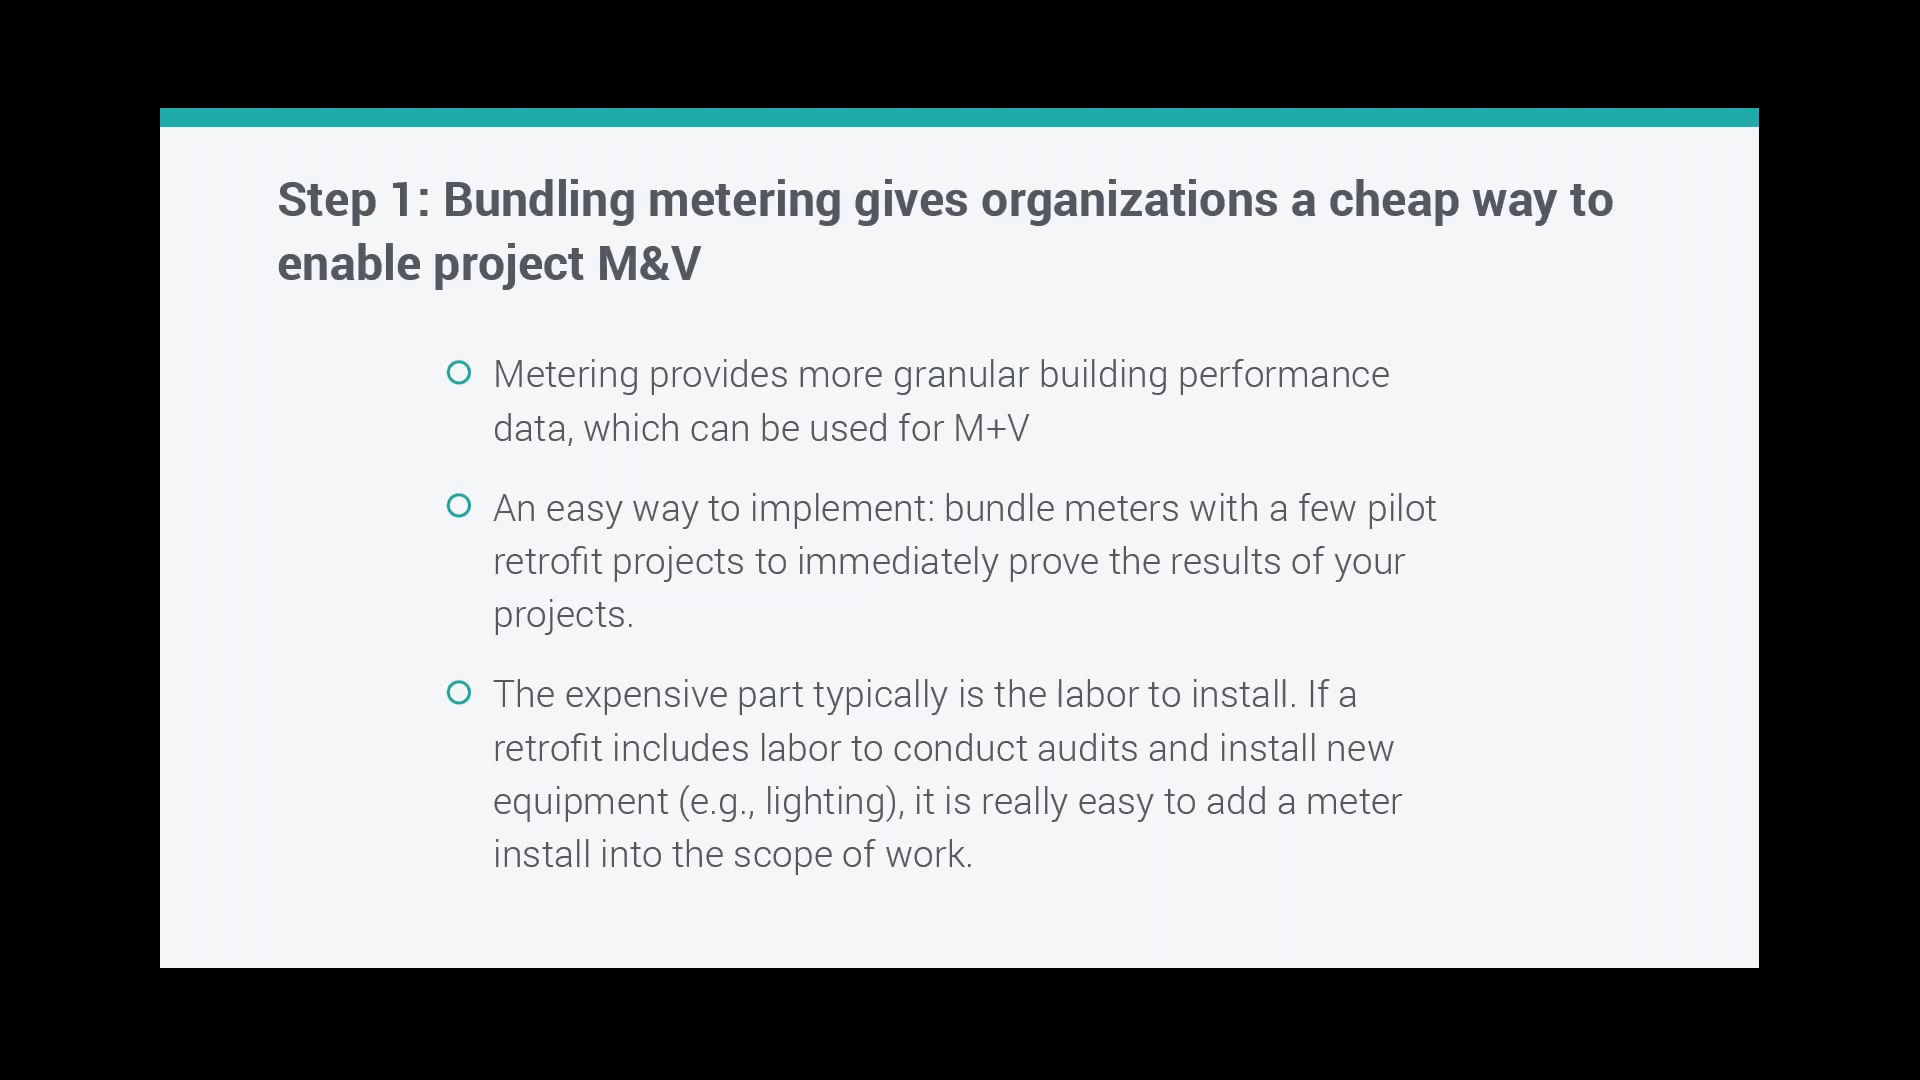 Step 1: Bundling metering gives organizations a cheap way to
enable project M&V
Metering provides more granular building performance
data, which can be used for M+V
An easy way to implement: bundle meters with a few pilot
retrofit projects to immediately prove the results of your
projects.
The expensive part typically is the labor to install. If a
retrofit includes labor to conduct audits and install new
equipment (e.g., lighting), it is really easy to add a meter
install into the scope of work.